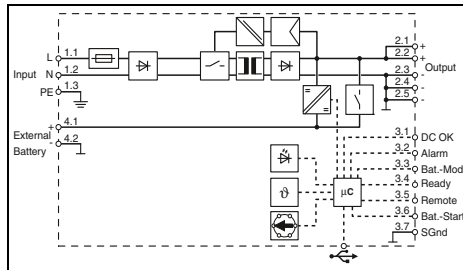 L 1.1
Input N 1.2
PE 1.3
External Battery
+ 4.1
- 4.2
2.1 +
2.2 +
2.3 -
2.4 -
2.5 -
Output
3.1 DC OK
3.2 Alarm
3.3 Bat.-Mode
3.4 Ready
3.5 Remote
3.6 Bat.-Start
3.7 SGnd
ϑ
µC